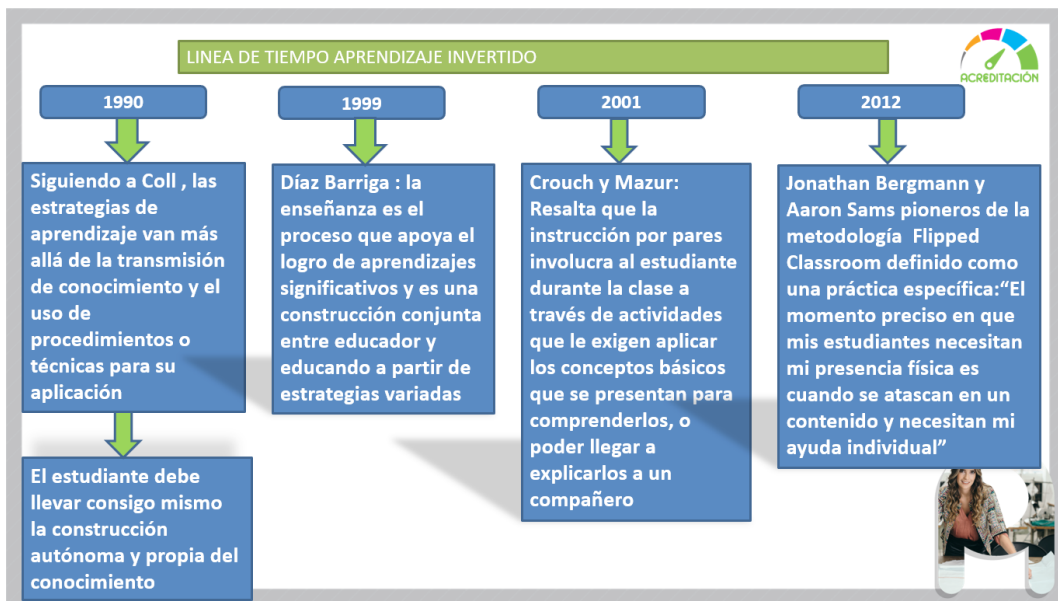 LINEA DE TIEMPO APRENDIZAJE INVERTIDO
ACREDITACIÓN
1990
Siguiendo a Coll , las
estrategias de
aprendizaje van más
allá de la transmisión
de conocimiento y el
uso de
procedimientos o
técnicas para su
aplicación
El estudiante debe
llevar consigo mismo
la construcción
autónoma y propia del
conocimiento
1999
Díaz Barriga : la
enseñanza es el
proceso que apoya el
logro de aprendizajes
significativos y es una
construcción conjunta
entre educador y
educando a partir de
estrategias variadas
2001
Crouch y Mazur:
Resalta que la
instrucción por pares
involucra al estudiante
durante la clase a
través de actividades
que le exigen aplicar
los conceptos básicos
que se presentan para
comprenderlos, o
poder llegar a
explicarlos a un
compañero
2012
Jonathan Bergmann y
Aaron Sams pioneros de la
metodología  Flipped
Classroom definido como
una práctica específica:“El
momento preciso en que
mis estudiantes necesitan
mi presencia física es
cuando se atascan en un
contenido y necesitan mi
ayuda individual”